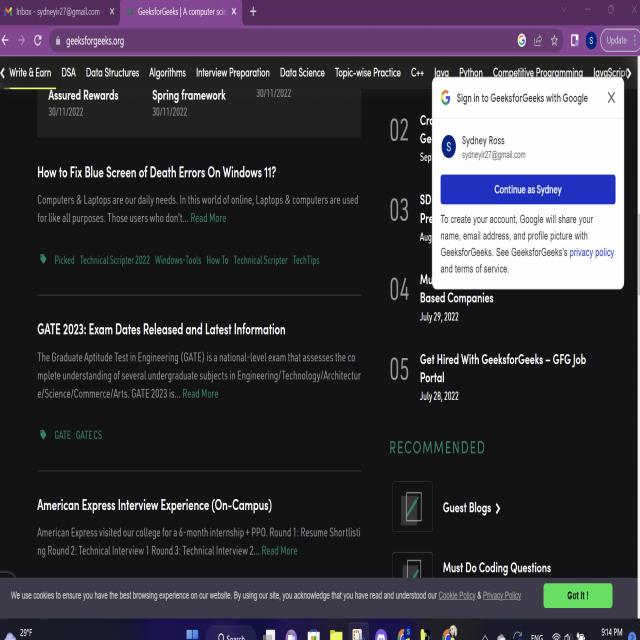 Inbox - sydneyir27@gmail.com -
GeeksforGeeks | A computer scie
geeksforgeeks.org
Update
Write & Earn DSA Data Structures Algorithms Interview Preparation Data Science Topic-wise Practice C++ Java Python Competitive Programming JavaScript
Assured Rewards
30/11/2022
Spring framework
30/11/2022
30/11/2022
How to Fix Blue Screen of Death Errors On Windows 11?
Computers & Laptops are our daily needs. In this world of online, Laptops & computers are used
for like all purposes. Those users who don't... Read More
Picked Technical Scripter 2022 Windows-Tools How To Technical Scripter TechTips
GATE 2023: Exam Dates Released and Latest Information
The Graduate Aptitude Test in Engineering (GATE) is a national-level exam that assesses the co
mplete understanding of several undergraduate subjects in Engineering/Technology/Architectur
e/Science/Commerce/Arts. GATE 2023 is... Read More
GATE GATE CS
American Express Interview Experience (On-Campus)
American Express visited our college for a 6-month internship + PPO. Round 1: Resume Shortlisti
ng Round 2: Technical Interview 1 Round 3: Technical Interview 2... Read More
Sign in to GeeksforGeeks with Google
S
Sydney Ross
sydneyir27@gmail.com
Continue as Sydney
To create your account, Google will share your
name, email address, and profile picture with
GeeksforGeeks. See GeeksforGeeks's privacy policy
and terms of service.
02
Cra
Ge
Sep
03
SD
Pre
Aug
04
Mu
Based Companies
July 29, 2022
05
Get Hired With GeeksforGeeks – GFG Job
Portal
July 28, 2022
RECOMMENDED
Guest Blogs
Must Do Coding Questions
We use cookies to ensure you have the best browsing experience on our website. By using our site, you acknowledge that you have read and understood our Cookie Policy & Privacy Policy
Got It !
29°F
Search
ENG
9:14 PM